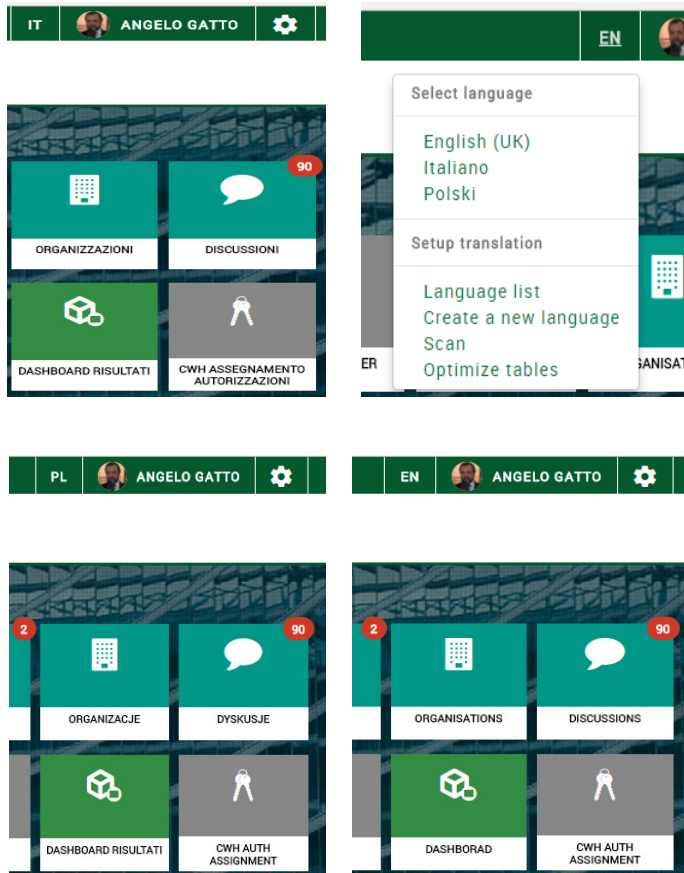 IT
ANGELO GATTO
90
ORGANIZZAZIONI
DISCUSSIONI
DASHBOARD RISULTATI
CWH ASSEGNAMENTO
AUTORIZZAZIONI
EN
Select language
English (UK)
Italiano
Polski
Setup translation
Language list
Create a new language
Scan
Optimize tables
ER
ANISAT
PL
ANGELO GATTO
2
90
ORGANIZACJE
DYSKUSJE
DASHBOARD RISULTATI
CWH AUTH
ASSIGNMENT
EN
ANGELO GATTO
2
90
ORGANISATIONS
DISCUSSIONS
DASHBORAD
CWH AUTH
ASSIGNMENT